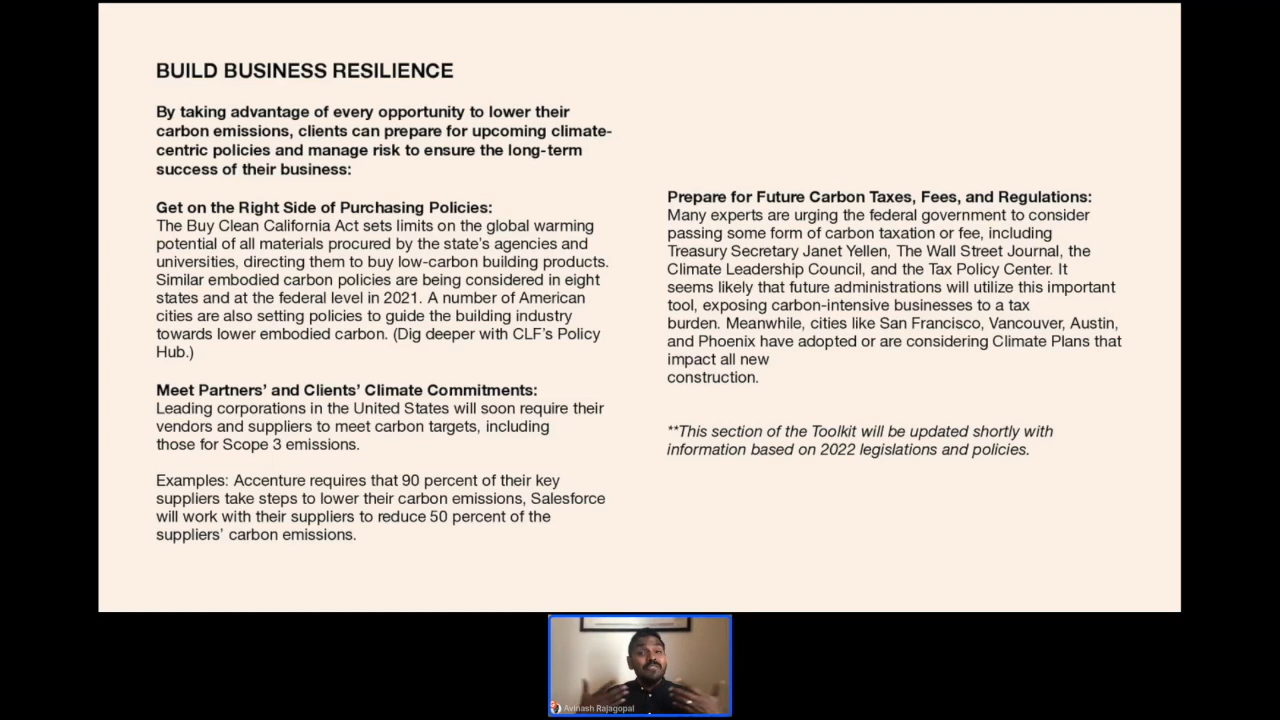 BUILD BUSINESS RESILIENCE
By taking advantage of every opportunity to lower their
carbon emissions, clients can prepare for upcoming climate-
centric policies and manage risk to ensure the long-term
success of their business:
Get on the Right Side of Purchasing Policies:
The Buy Clean California Act sets limits on the global warming
potential of all materials procured by the state's agencies and
universities, directing them to buy low-carbon building products.
Similar embodied carbon policies are being considered in eight
states and at the federal level in 2021. A number of American
cities are also setting policies to guide the building industry
towards lower embodied carbon. (Dig deeper with CLF's Policy
Hub.)
Meet Partners' and Clients' Climate Commitments:
Leading corporations in the United States will soon require their
vendors and suppliers to meet carbon targets, including
those for Scope 3 emissions.
Examples: Accenture requires that 90 percent of their key
suppliers take steps to lower their carbon emissions, Salesforce
will work with their suppliers to reduce 50 percent of the
suppliers' carbon emissions.
Prepare for Future Carbon Taxes, Fees, and Regulations:
Many experts are urging the federal government to consider
passing some form of carbon taxation or fee, including
Treasury Secretary Janet Yellen, The Wall Street Journal, the
Climate Leadership Council, and the Tax Policy Center. It
seems likely that future administrations will utilize this important
tool, exposing carbon-intensive businesses to a tax
burden. Meanwhile, cities like San Francisco, Vancouver, Austin,
and Phoenix have adopted or are considering Climate Plans that
impact all new
construction.
**This section of the Toolkit will be updated shortly with
information based on 2022 legislations and policies.
Avinash Rajagopal